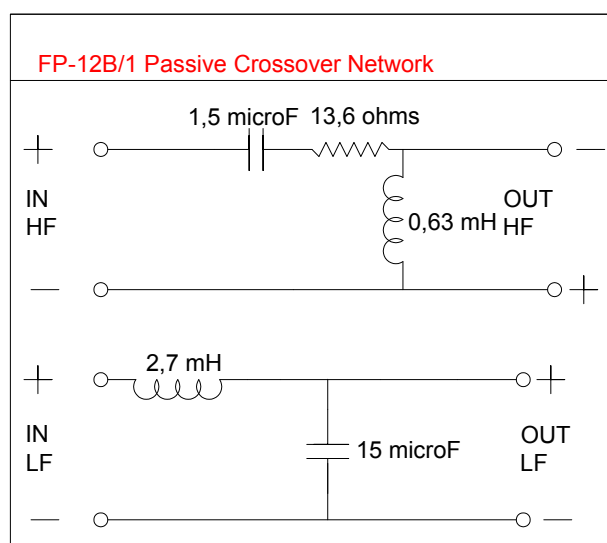 FP-12B/1 Passive Crossover Network
1,5 microF 13,6 ohms
+ −
IN OUT
HF HF
0,63 mH
− +
2,7 mH
+ +
IN OUT
LF LF
15 microF
− −